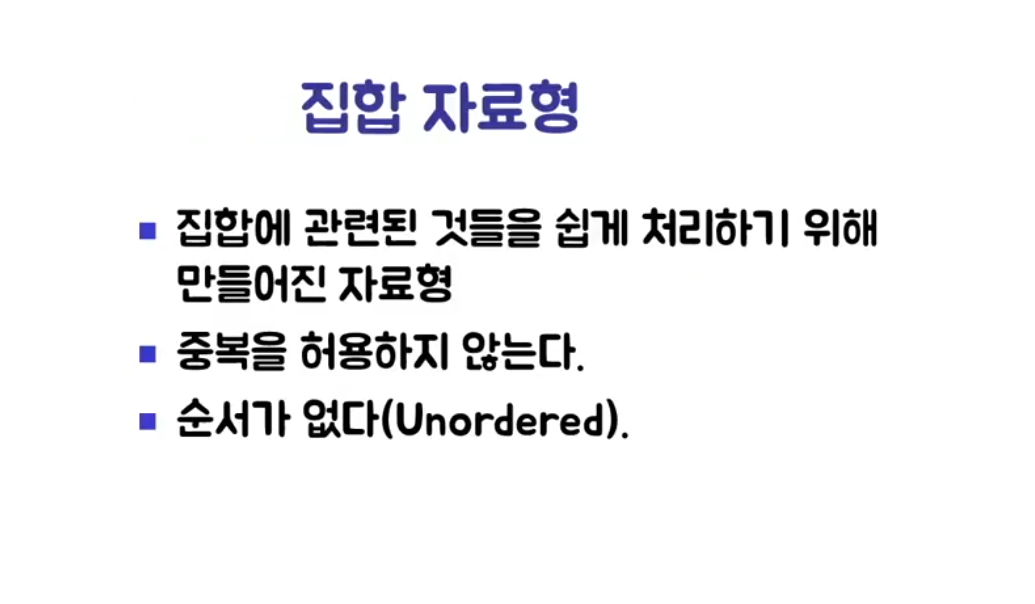 집합 자료형
집합에 관련된 것들을 쉽게 처리하기 위해
만들어진 자료형
중복을 허용하지 않는다.
순서가 없다(Unordered).